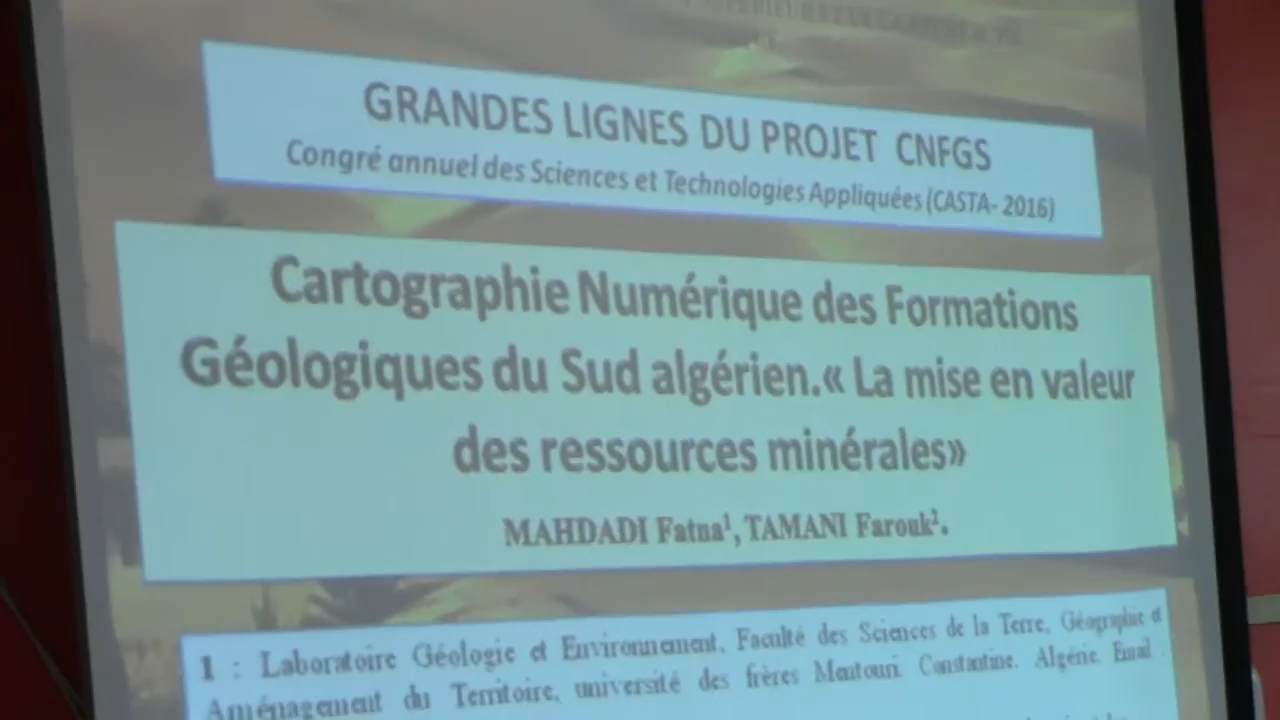 GRANDES LIGNES DU PROJET CNFGS
Congré annuel des Sciences et Technologies Appliquées (CASTA- 2016)
Cartographie Numérique des Formations
Géologiques du Sud algérien.« La mise en valeur
des ressources minérales»
MAHDADI Fatna¹, TAMANI Farouk².
1 : Laboratoire Géologie et Environnement, Faculté des Sciences de la Terre, Géographie et
Aménagement du Territoire, université des frères Mentouri. Constantine. Algérie. Email :